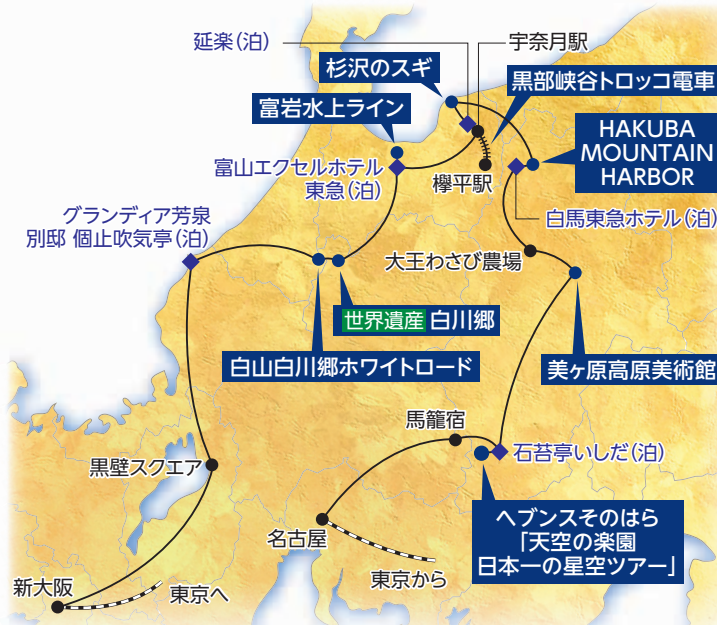 延楽(泊)
宇奈月駅
杉沢のスギ
黒部峡谷トロッコ電車
富岩水上ライン
HAKUBA
MOUNTAIN
HARBOR
富山エクセルホテル
東急(泊)
欅平駅
白馬東急ホテル(泊)
グランディア芳泉
別邸 個止吹気亭(泊)
大王わさび農場
世界遺産 白川郷
白山白川郷ホワイトロード
美ヶ原高原美術館
馬籠宿
石苔亭いしだ(泊)
黒壁スクエア
ヘブンスそのはら
「天空の楽園
日本一の星空ツアー」
名古屋
東京から
新大阪
東京へ